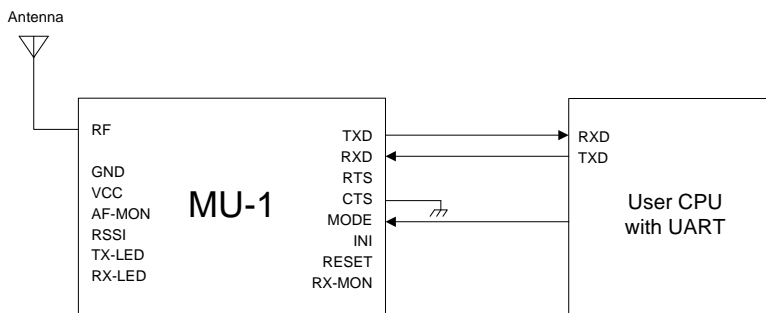 Antenna
RF
GND
VCC
AF-MON
RSSI
TX-LED
RX-LED
MU-1
TXD
RXD
RTS
CTS
MODE
INI
RESET
RX-MON
RXD
TXD
User CPU
with UART